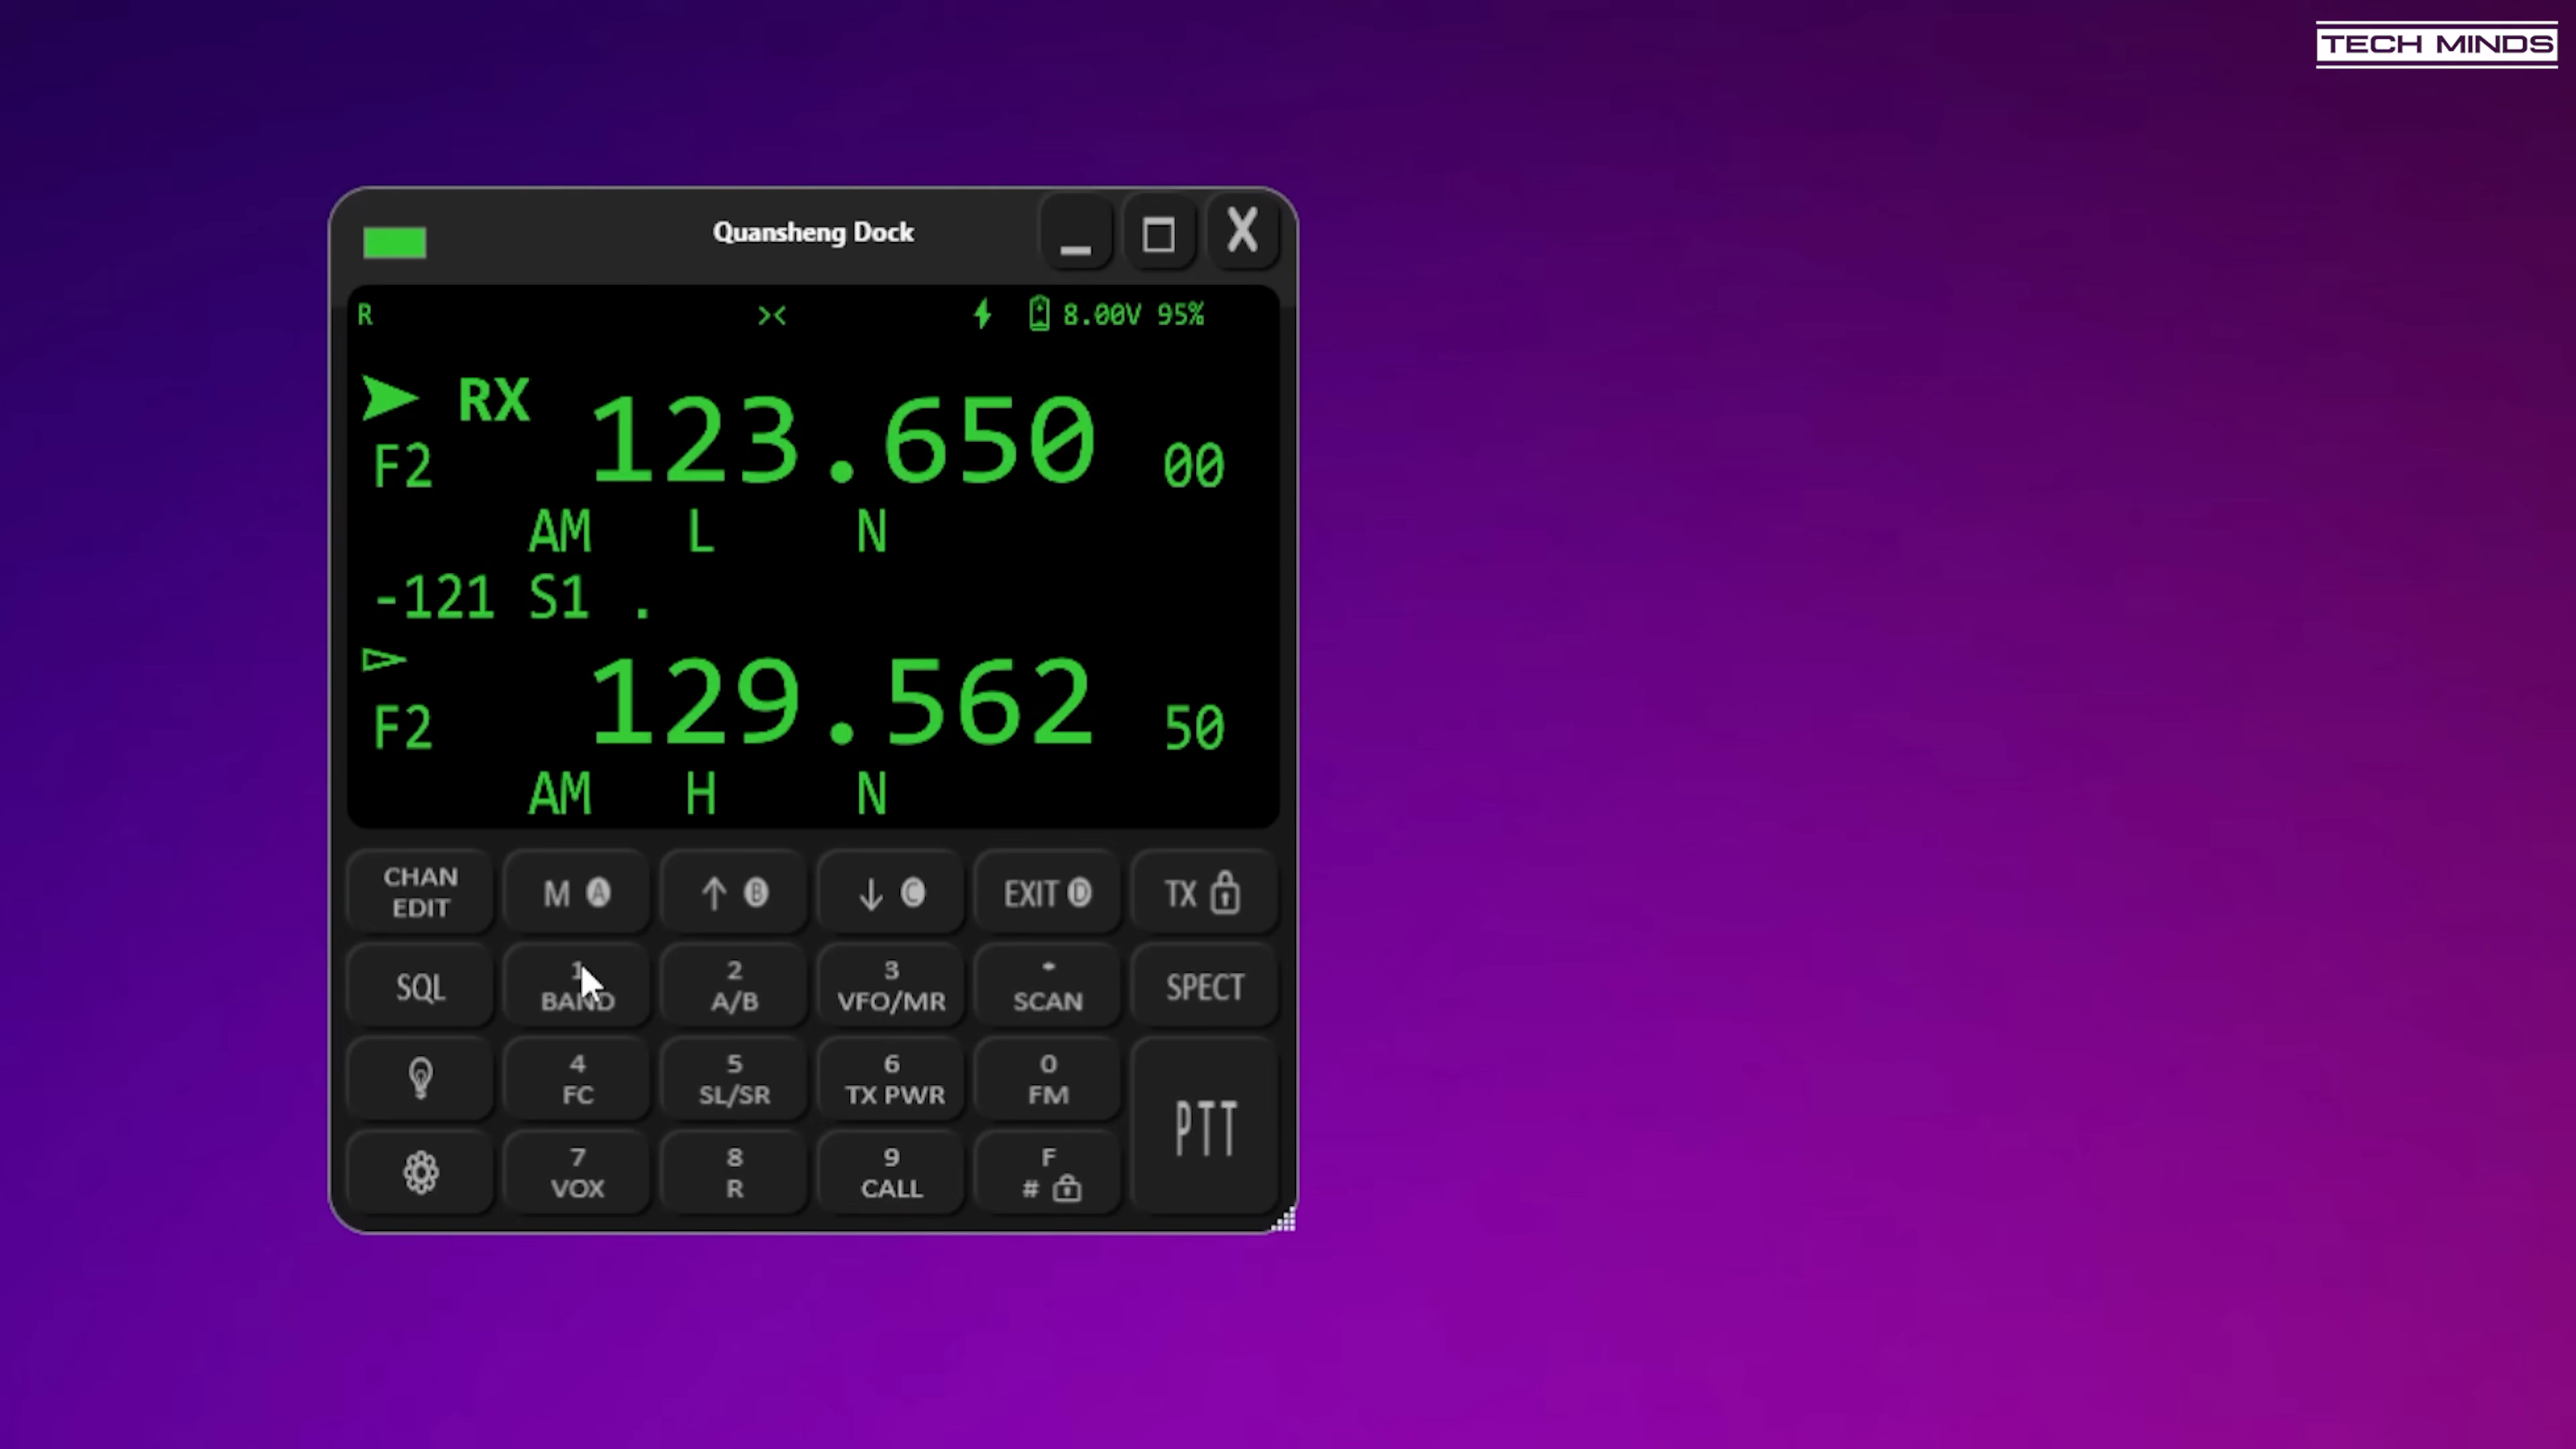 TECH MINDS
Quansheng Dock
X
R >< 8.00V 95%
RX 123.650 00
F2
AM L N
-121 S1 .
129.562 50
F2
AM H N
CHAN EDIT
M A
↑ B
↓ C
EXIT D
TX
SQL
1 BAND
2 A/B
3 VFO/MR
* SCAN
SPECT
4 FC
5 SL/SR
6 TX PWR
0 FM
PTT
7 VOX
8 R
9 CALL
F #